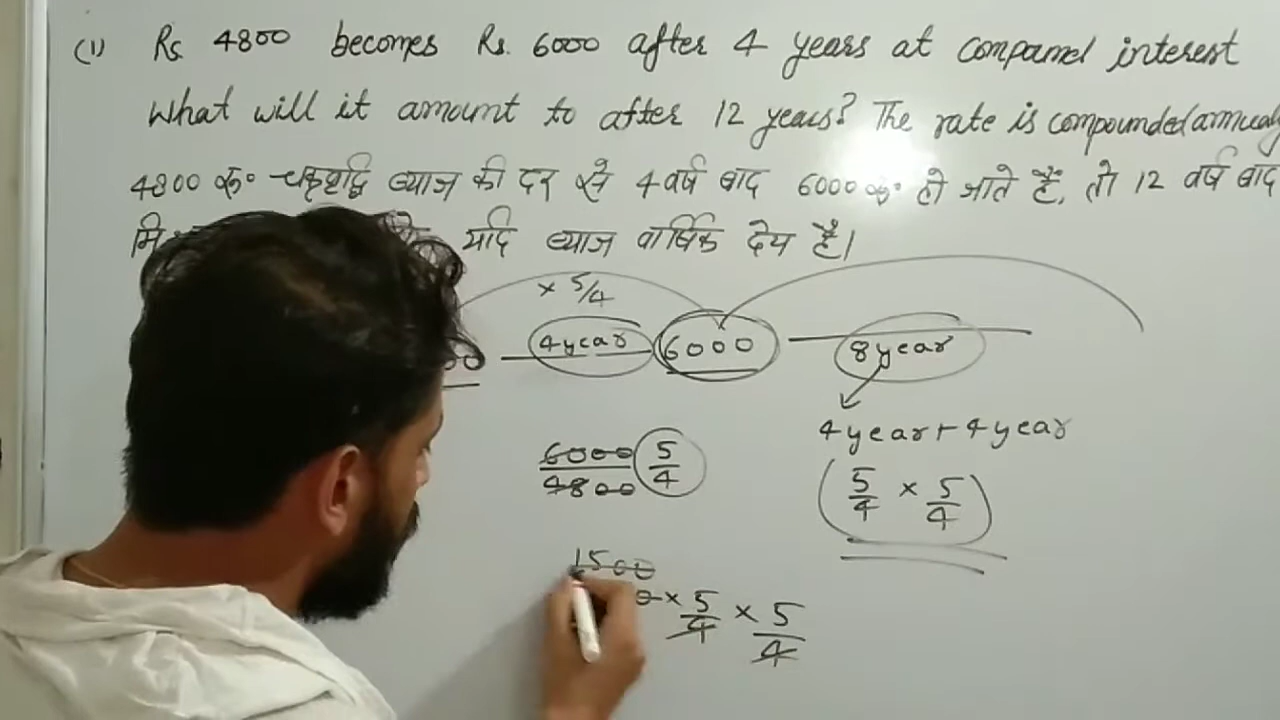 (1) Rs 4800 becomes Rs. 6000 after 4 years at compound interest
What will it amount to after 12 years? The rate is compounded annualy
4800 रू० चक्रवृद्धि ब्याज की दर से 4 वर्ष बाद 6000 रू० हो जाते हैं, तो 12 वर्ष बाद
यदि ब्याज वार्षिक देय है।
× 5/4
4year 6000 8year
4year + 4year
6000/4800 5/4
(5/4 × 5/4)
1500
× 5/4 × 5/4